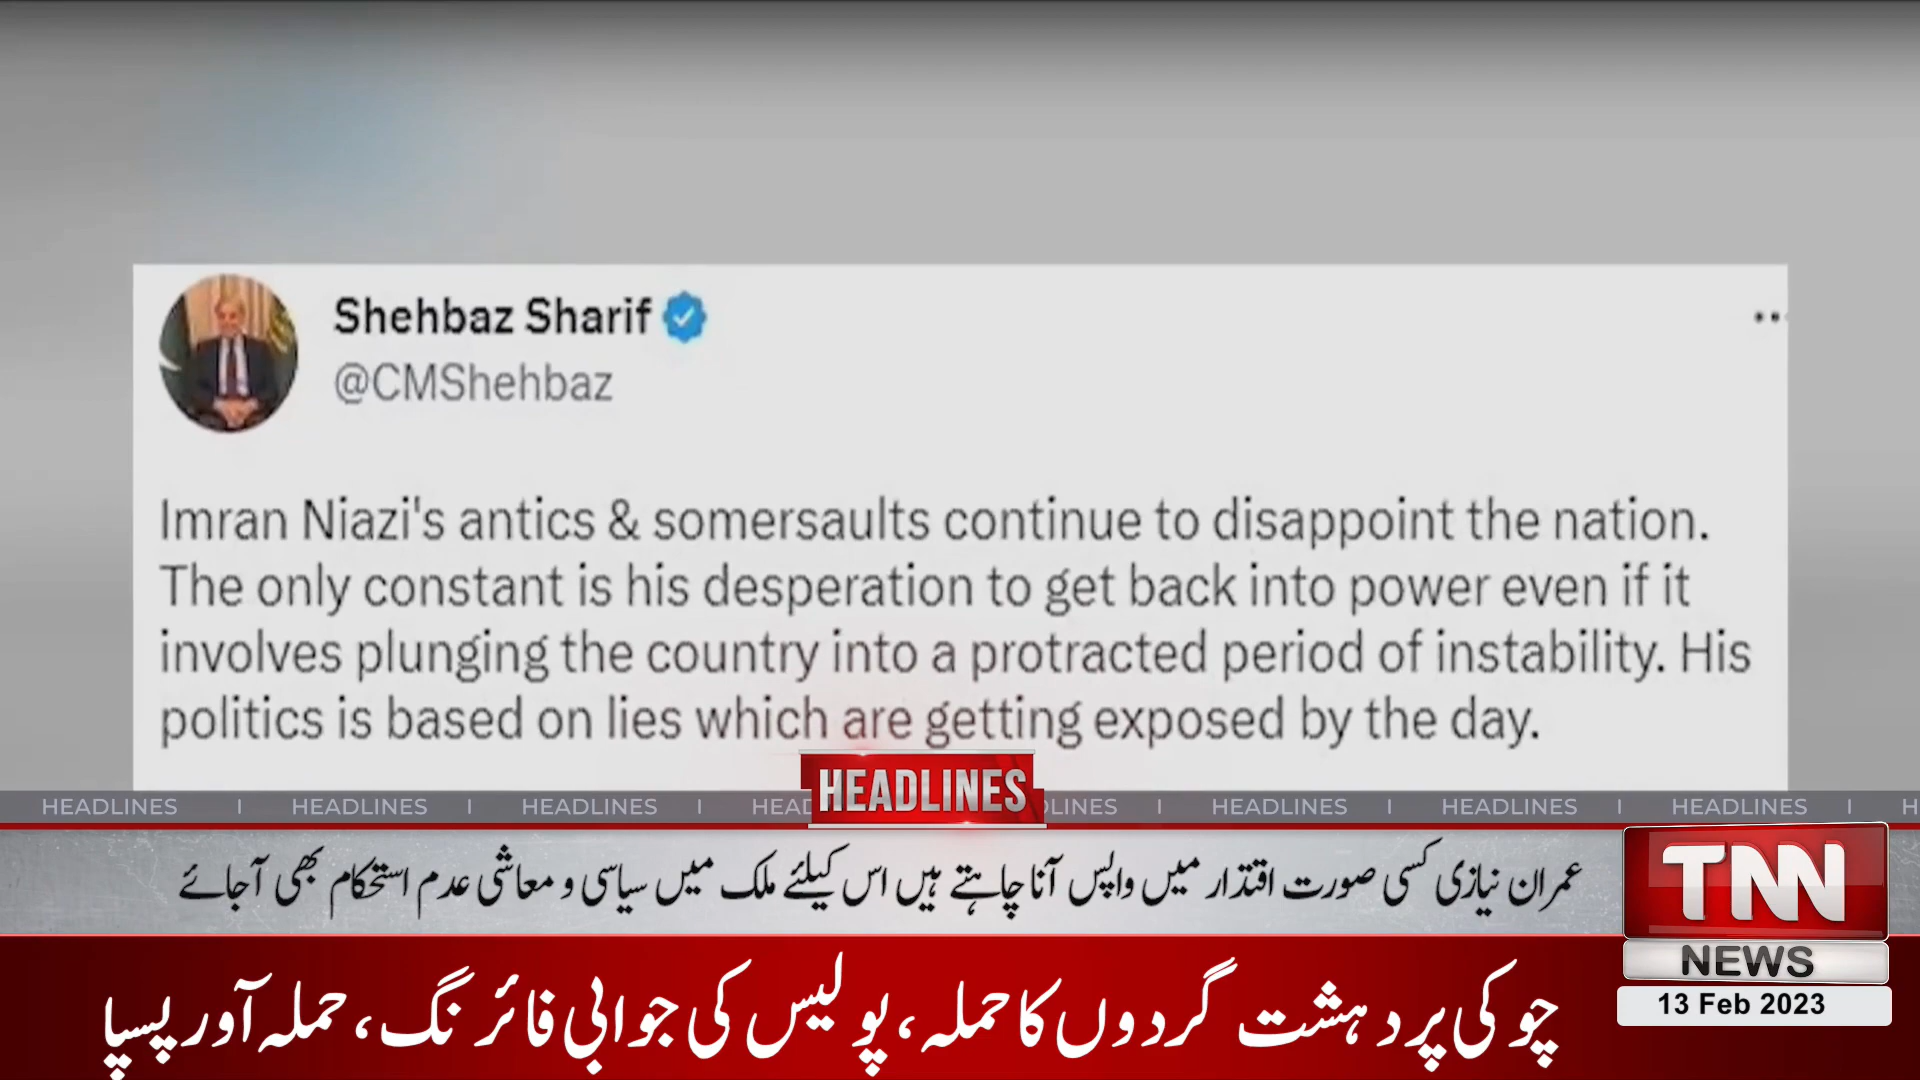 Shehbaz Sharif
@CMShehbaz
Imran Niazi's antics & somersaults continue to disappoint the nation.
The only constant is his desperation to get back into power even if it
involves plunging the country into a protracted period of instability. His
politics is based on lies which are getting exposed by the day.
HEADLINES
HEADLINES I HEADLINES I HEADLINES I HEAD DLINES I HEADLINES I HEADLINES I HEADLINES I H
عمران نیازی کسی صورت اقتدار میں واپس آنا چاہتے ہیں اس کیلئے ملک میں سیاسی و معاشی عدم استحکام بھی آجائے
TNN
NEWS
13 Feb 2023
چوکی پر دہشت گردوں کا حملہ، پولیس کی جوابی فائرنگ، حملہ آور پسپا